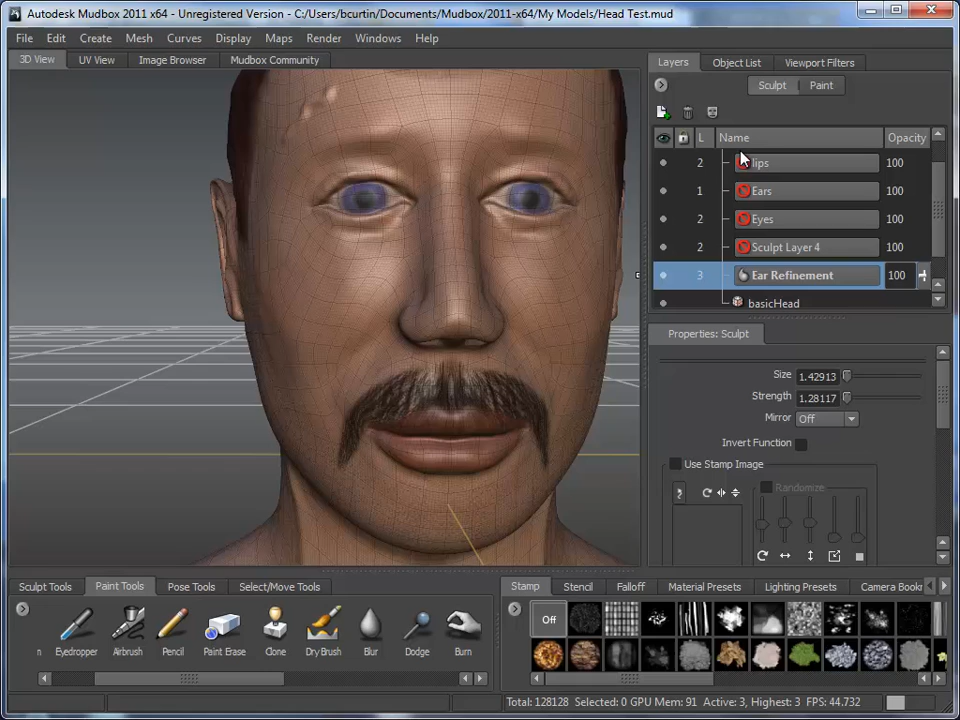 Autodesk Mudbox 2011 x64 - Unregistered Version - C:/Users/bcurtin/Documents/Mudbox/2011-x64/My Models/Head Test.mud
File Edit Create Mesh Curves Display Maps Render Windows Help
3D View UV View Image Browser Mudbox Community
Layers Object List Viewport Filters
Sculpt Paint
L Name Opacity
2 lips 100
1 Ears 100
2 Eyes 100
2 Sculpt Layer 4 100
3 Ear Refinement 100
basicHead
Properties: Sculpt
Size 1.42913
Strength 1.28117
Mirror Off
Invert Function
Use Stamp Image
Randomize
Sculpt Tools Paint Tools Pose Tools Select/Move Tools
Stamp Stencil Falloff Material Presets Lighting Presets Camera Bookr
Off
n Eyedropper Airbrush Pencil Paint Erase Clone Dry Brush Blur Dodge Burn
Total: 128128 Selected: 0 GPU Mem: 91 Active: 3, Highest: 3 FPS: 44.732